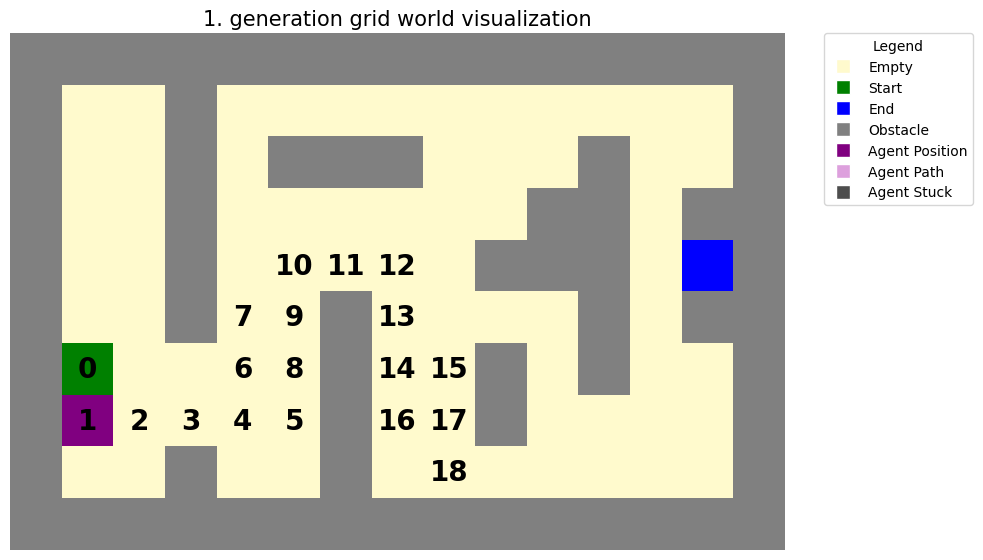 1. generation grid world visualization
Legend
Empty
Start
End
Obstacle
Agent Position
Agent Path
Agent Stuck
10 11 12
7 9 13
0 6 8 14 15
1 2 3 4 5 16 17
18